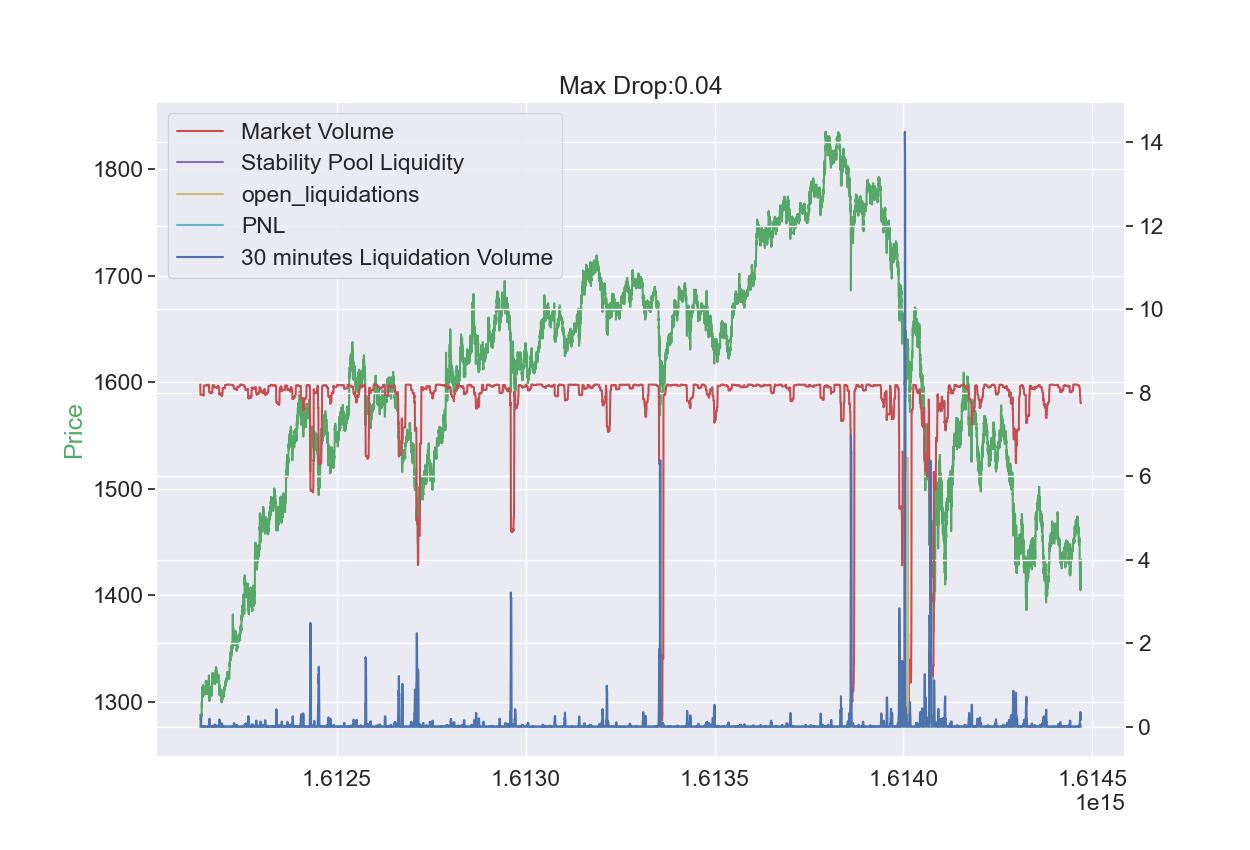 Max Drop:0.04
Market Volume
Stability Pool Liquidity
open_liquidations
PNL
30 minutes Liquidation Volume
Price
1800
1700
1600
1500
1400
1300
14
12
10
8
6
4
2
0
1.6125
1.6130
1.6135
1.6140
1.6145
1e15